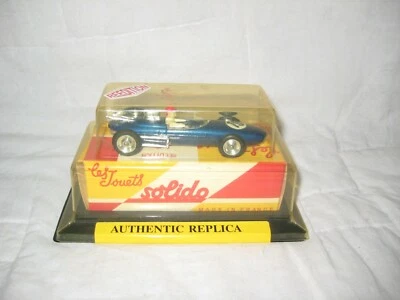 REEDITION
Les Jouets
solido
MADE IN FRANCE
AUTHENTIC REPLICA